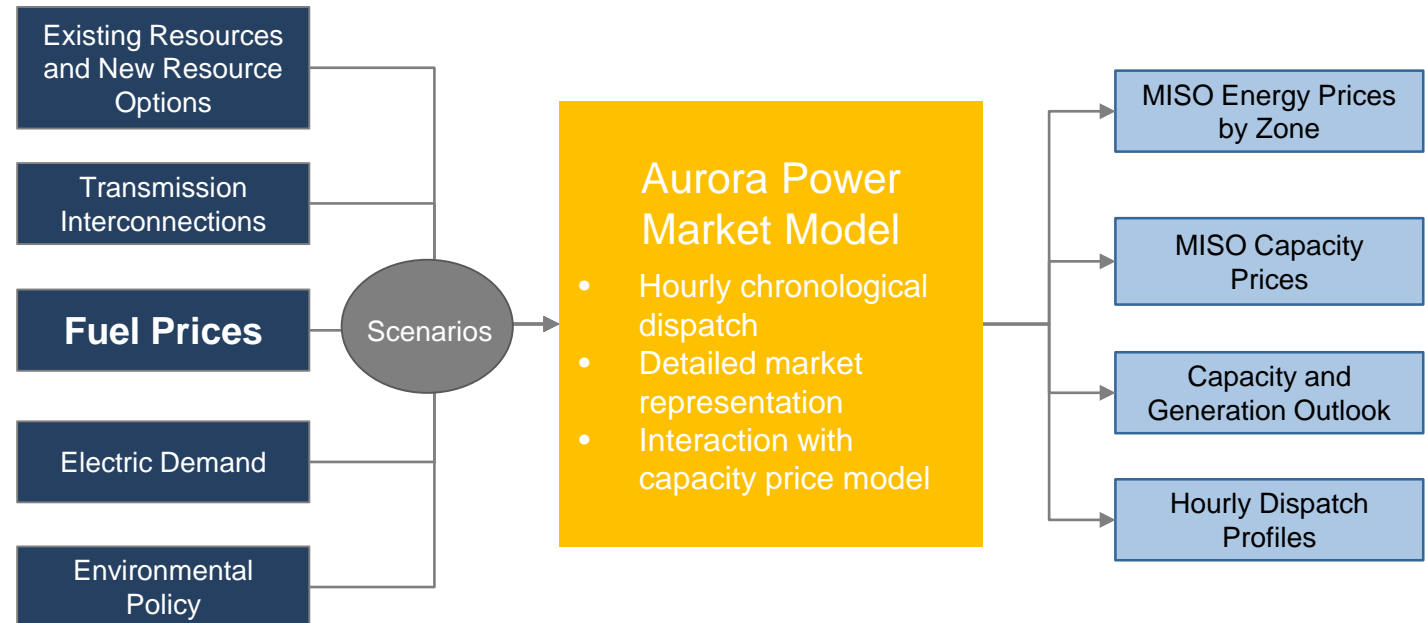 Existing Resources
and New Resource
Options
Transmission
Interconnections
Fuel Prices
Electric Demand
Environmental
Policy
Scenarios
Aurora Power
Market Model
• Hourly chronological
dispatch
• Detailed market
representation
• Interaction with
capacity price model
MISO Energy Prices
by Zone
MISO Capacity
Prices
Capacity and
Generation Outlook
Hourly Dispatch
Profiles